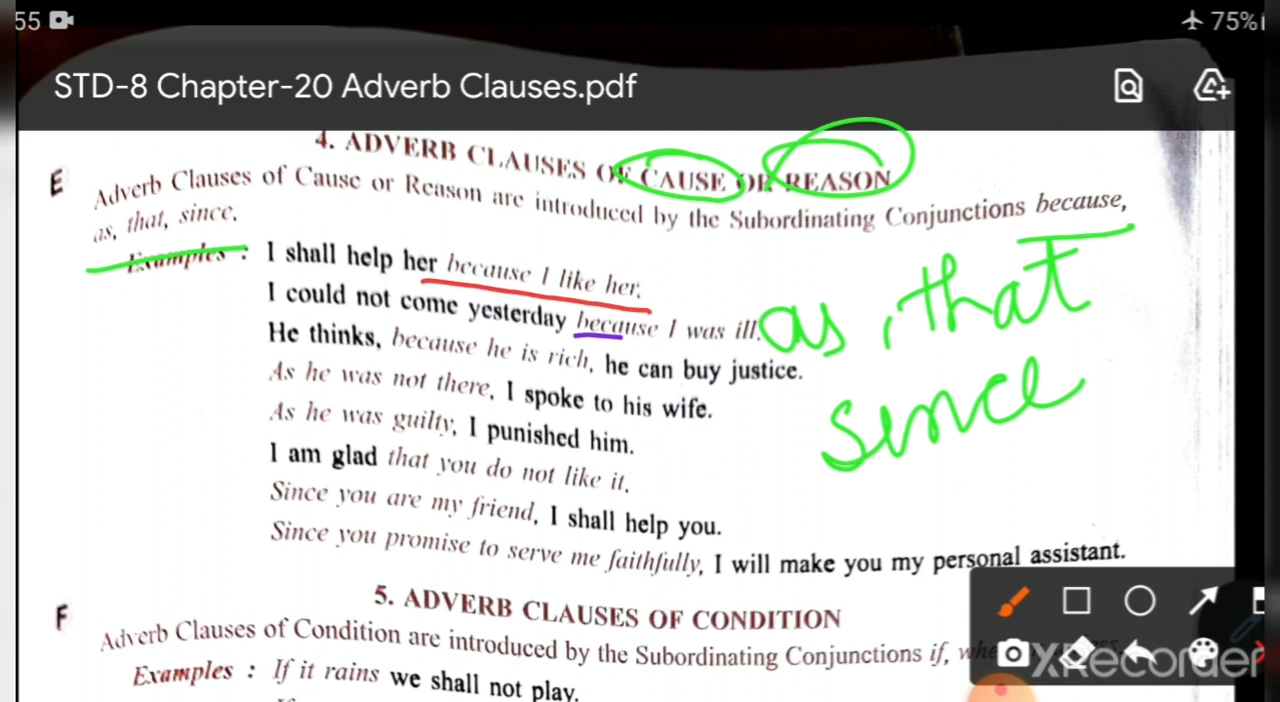 55 75%
STD-8 Chapter-20 Adverb Clauses.pdf
4. ADVERB CLAUSES OF CAUSE OR REASON
E Adverb Clauses of Cause or Reason are introduced by the Subordinating Conjunctions because,
as, that, since.
Examples : I shall help her because I like her.
I could not come yesterday because I was ill.
He thinks, because he is rich, he can buy justice.
As he was not there, I spoke to his wife.
As he was guilty, I punished him.
I am glad that you do not like it.
Since you are my friend, I shall help you.
Since you promise to serve me faithfully, I will make you my personal assistant.
as, that
since
5. ADVERB CLAUSES OF CONDITION
F Adverb Clauses of Condition are introduced by the Subordinating Conjunctions if,
Examples : If it rains we shall not play.
XRecorder